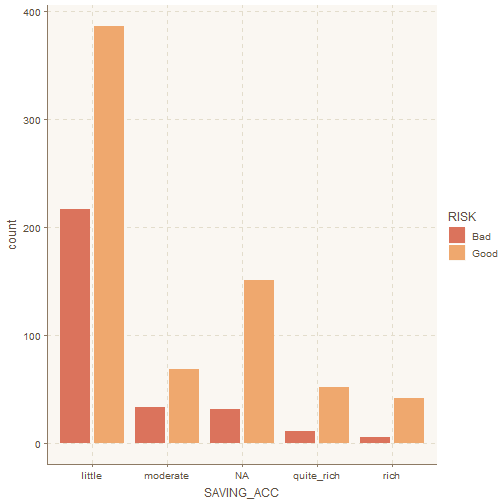 400
300
200
100
0
count
little moderate NA quite_rich rich
SAVING_ACC
RISK
Bad
Good